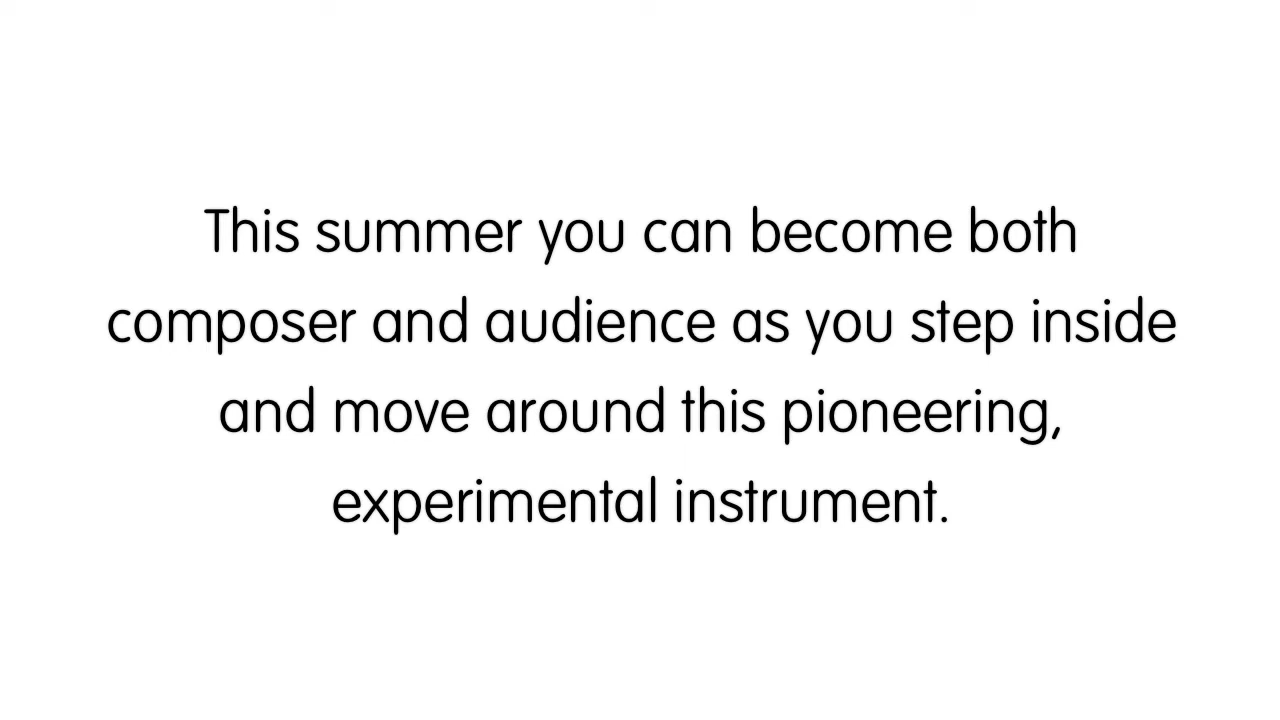 This summer you can become both
composer and audience as you step inside
and move around this pioneering,
experimental instrument.